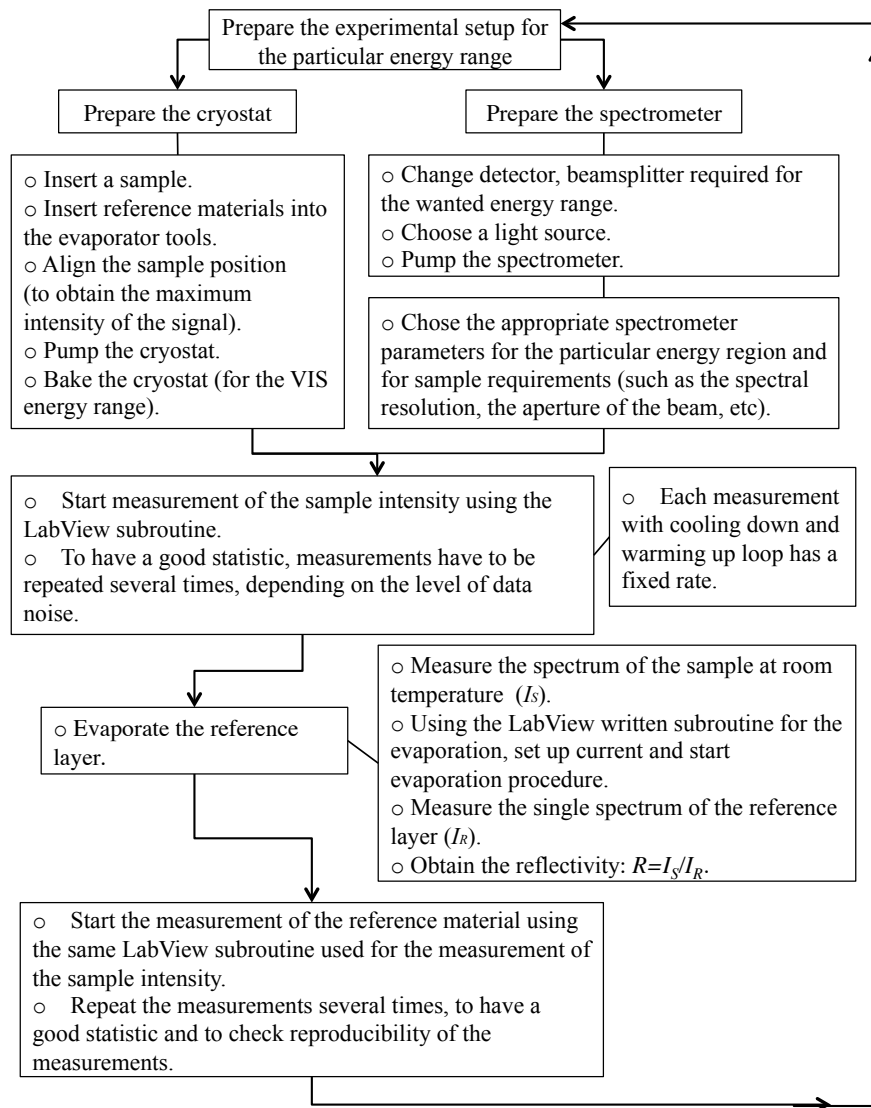 Prepare the experimental setup for
the particular energy range
Prepare the cryostat
Prepare the spectrometer
o Insert a sample.
o Insert reference materials into
the evaporator tools.
o Align the sample position
(to obtain the maximum
intensity of the signal).
o Pump the cryostat.
o Bake the cryostat (for the VIS
energy range).
o Change detector, beamsplitter required for
the wanted energy range.
o Choose a light source.
o Pump the spectrometer.
o Chose the appropriate spectrometer
parameters for the particular energy region and
for sample requirements (such as the spectral
resolution, the aperture of the beam, etc).
o Start measurement of the sample intensity using the
LabView subroutine.
o To have a good statistic, measurements have to be
repeated several times, depending on the level of data
noise.
o Each measurement
with cooling down and
warming up loop has a
fixed rate.
o Evaporate the reference
layer.
o Measure the spectrum of the sample at room
temperature (IS).
o Using the LabView written subroutine for the
evaporation, set up current and start
evaporation procedure.
o Measure the single spectrum of the reference
layer (IR).
o Obtain the reflectivity: R=IS/IR.
o Start the measurement of the reference material using
the same LabView subroutine used for the measurement of
the sample intensity.
o Repeat the measurements several times, to have a
good statistic and to check reproducibility of the
measurements.